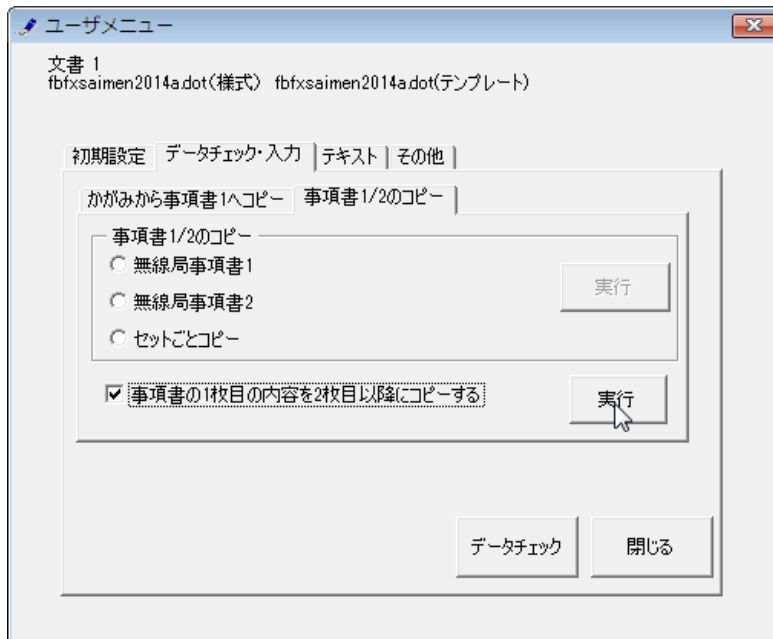 ユーザメニュー
文書 1
fbfxsaimen2014a.dot(様式) fbfxsaimen2014a.dot(テンプレート)
初期設定 データチェック・入力 テキスト その他
かがみから事項書1へコピー 事項書1/2のコピー
事項書1/2のコピー
無線局事項書1
実行
無線局事項書2
セットごとコピー
事項書の1枚目の内容を2枚目以降にコピーする
実行
データチェック 閉じる